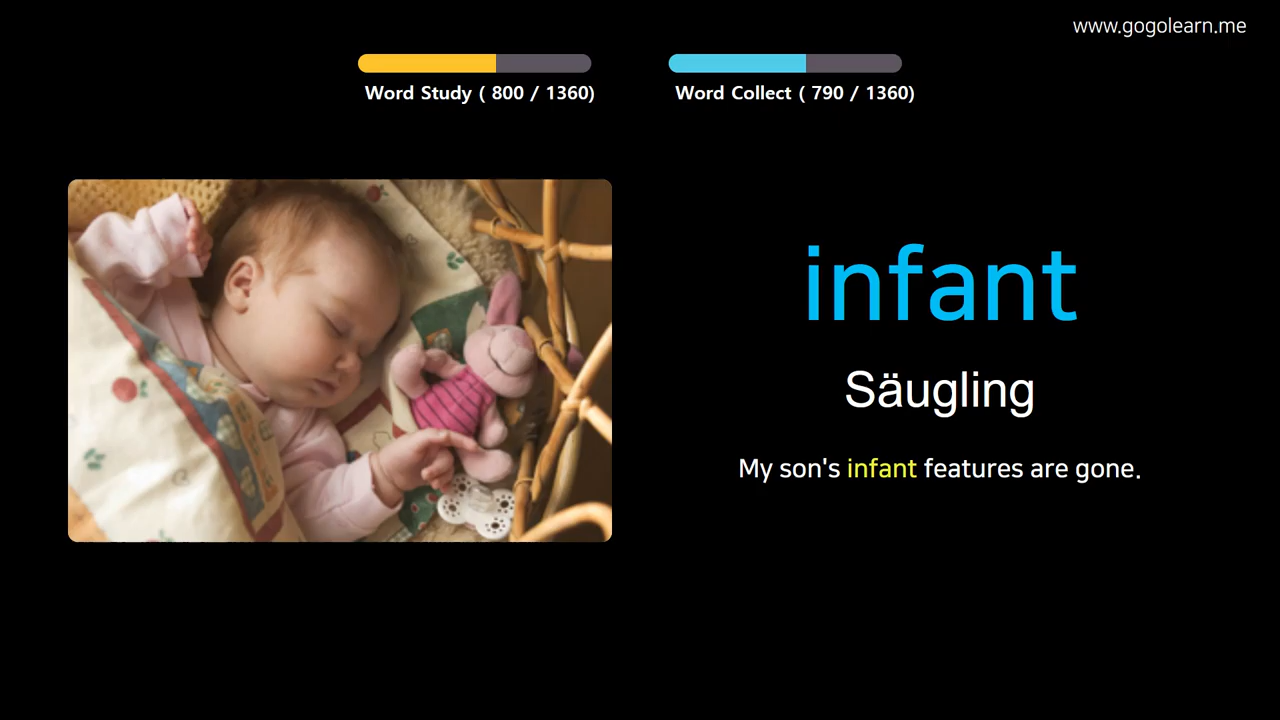 www.gogolearn.me
Word Study ( 800 / 1360)
Word Collect ( 790 / 1360)
infant
Säugling
My son's infant features are gone.